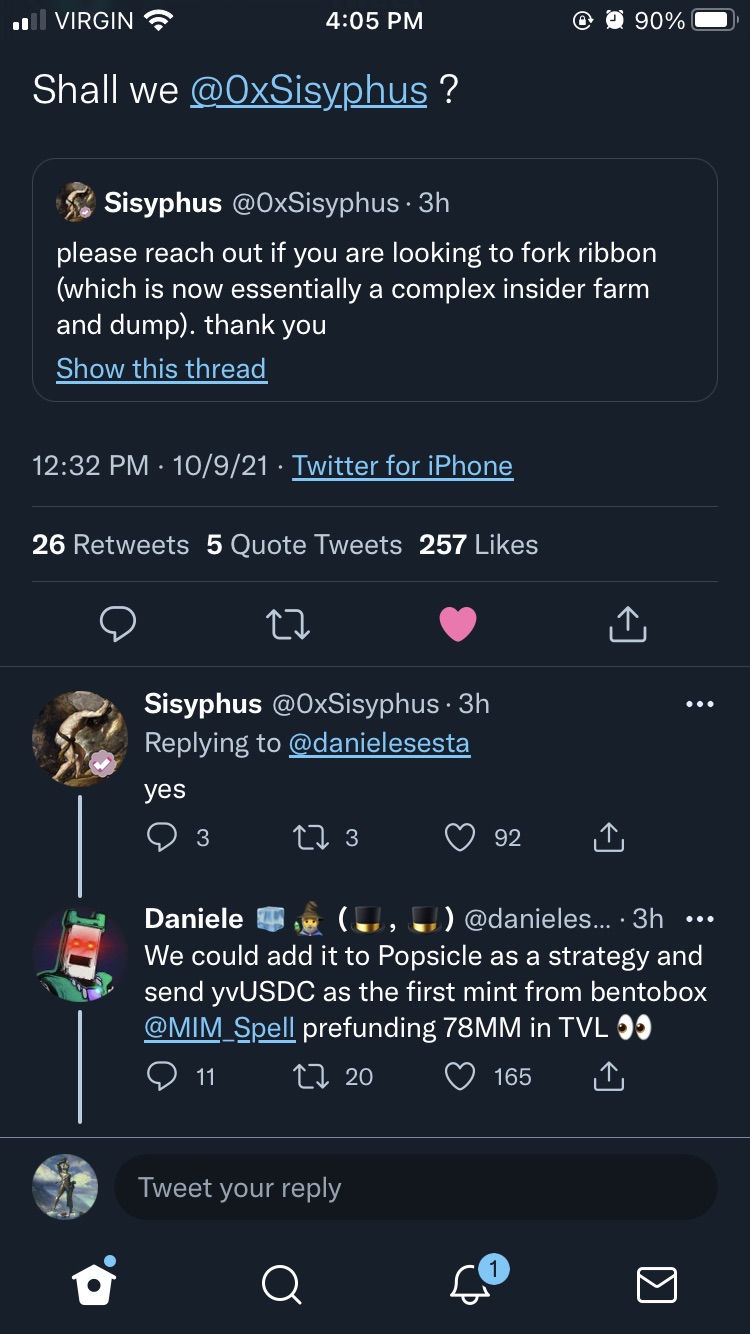 VIRGIN 4:05 PM 90%
Shall we @0xSisyphus ?
Sisyphus @0xSisyphus · 3h
please reach out if you are looking to fork ribbon
(which is now essentially a complex insider farm
and dump). thank you
Show this thread
12:32 PM · 10/9/21 · Twitter for iPhone
26 Retweets 5 Quote Tweets 257 Likes
Sisyphus @0xSisyphus · 3h
Replying to @danielesesta
yes
3 3 92
Daniele 🧊🧙‍♂️ (🎩, 🎩) @danieles... · 3h
We could add it to Popsicle as a strategy and
send yvUSDC as the first mint from bentobox
@MIM_Spell prefunding 78MM in TVL 👀
11 20 165
Tweet your reply
1